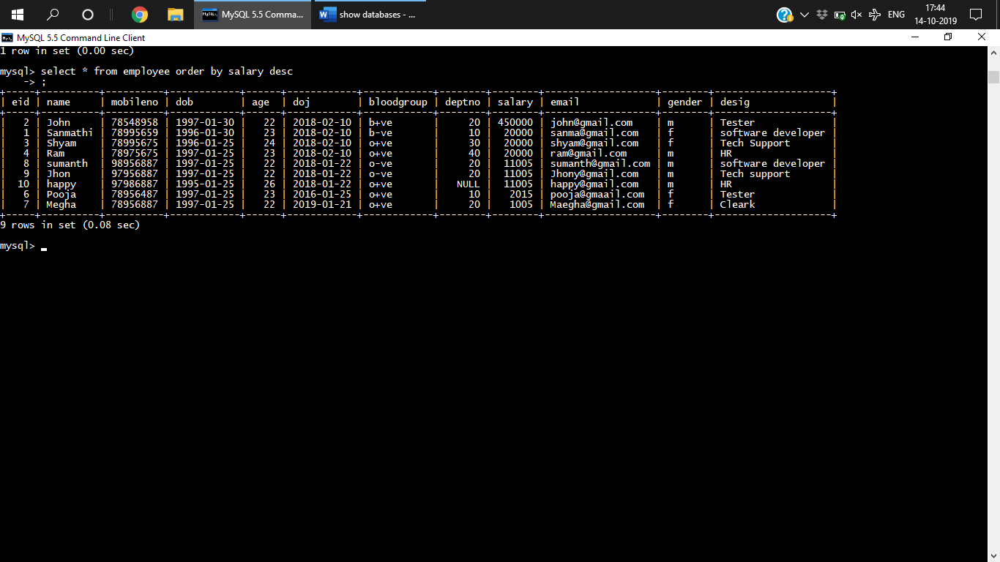 MySQL 5.5 Comma... show databases - ... ENG 17:44
14-10-2019
MySQL 5.5 Command Line Client
1 row in set (0.00 sec)
mysql> select * from employee order by salary desc
    -> ;
+-----+----------+----------+------------+------+------------+------------+--------+--------+-------------------+--------+--------------------+
| eid | name     | mobileno | dob        | age  | doj        | bloodgroup | deptno | salary | email             | gender | desig              |
+-----+----------+----------+------------+------+------------+------------+--------+--------+-------------------+--------+--------------------+
|   2 | John     | 78548958 | 1997-01-30 |   22 | 2018-02-10 | b+ve       |     20 | 450000 | john@gmail.com    | m      | Tester             |
|   1 | Sanmathi | 78995659 | 1996-01-30 |   23 | 2018-02-10 | b-ve       |     10 |  20000 | sanma@gmail.com   | f      | software developer |
|   3 | Shyam    | 78995675 | 1996-01-25 |   24 | 2018-02-10 | o+ve       |     30 |  20000 | shyam@gmail.com   | f      | Tech Support       |
|   4 | Ram      | 78975675 | 1997-01-25 |   23 | 2018-02-10 | o+ve       |     40 |  20000 | ram@gmail.com     | m      | HR                 |
|   8 | sumanth  | 98956887 | 1997-01-25 |   22 | 2018-01-22 | o-ve       |     20 |  11005 | sumanth@gmail.com | m      | software developer |
|   9 | Jhon     | 97956887 | 1997-01-25 |   22 | 2018-01-22 | o-ve       |     20 |  11005 | Jhony@gmail.com   | m      | Tech support       |
|  10 | happy    | 97986887 | 1995-01-25 |   26 | 2018-01-22 | o+ve       |   NULL |  11005 | happy@gmail.com   | m      | HR                 |
|   6 | Pooja    | 78956487 | 1997-01-25 |   23 | 2016-01-25 | o+ve       |     10 |   2015 | pooja@gmaail.com  | f      | Tester             |
|   7 | Megha    | 78956887 | 1997-01-25 |   22 | 2019-01-21 | o+ve       |     20 |   1005 | Maegha@gmail.com  | f      | Cleark             |
+-----+----------+----------+------------+------+------------+------------+--------+--------+-------------------+--------+--------------------+
9 rows in set (0.08 sec)
mysql>